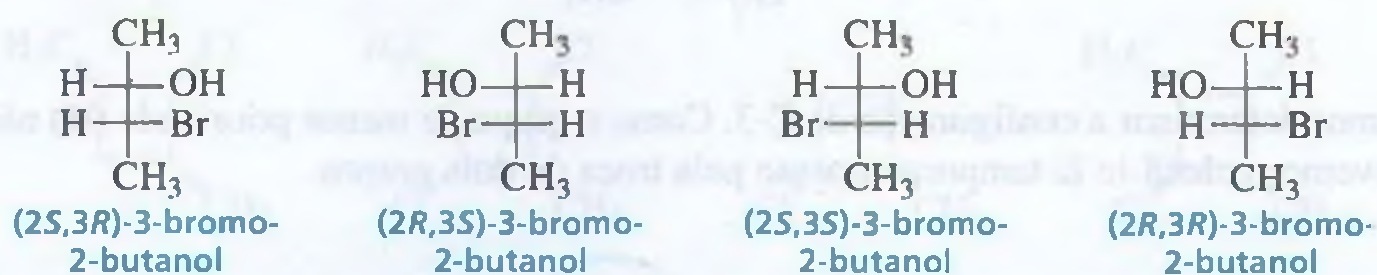 CH₃ CH₃ CH₃ CH₃
H OH HO H H OH HO H
H Br Br H Br H H Br
CH₃ CH₃ CH₃ CH₃
(2S,3R)-3-bromo-
2-butanol
(2R,3S)-3-bromo-
2-butanol
(2S,3S)-3-bromo-
2-butanol
(2R,3R)-3-bromo-
2-butanol